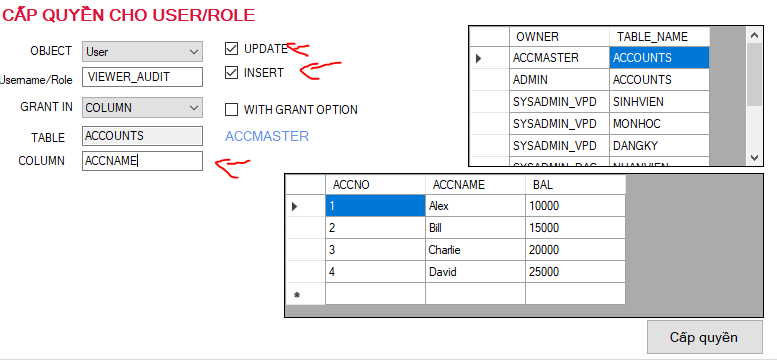 CẤP QUYỀN CHO USER/ROLE
OBJECT User UPDATE
Username/Role VIEWER_AUDIT INSERT
GRANT IN COLUMN WITH GRANT OPTION
TABLE ACCOUNTS ACCMASTER
COLUMN ACCNAME
OWNER TABLE_NAME
ACCMASTER ACCOUNTS
ADMIN ACCOUNTS
SYSADMIN_VPD SINHVIEN
SYSADMIN_VPD MONHOC
SYSADMIN_VPD DANGKY
ACCNO ACCNAME BAL
1 Alex 10000
2 Bill 15000
3 Charlie 20000
4 David 25000
Cấp quyền